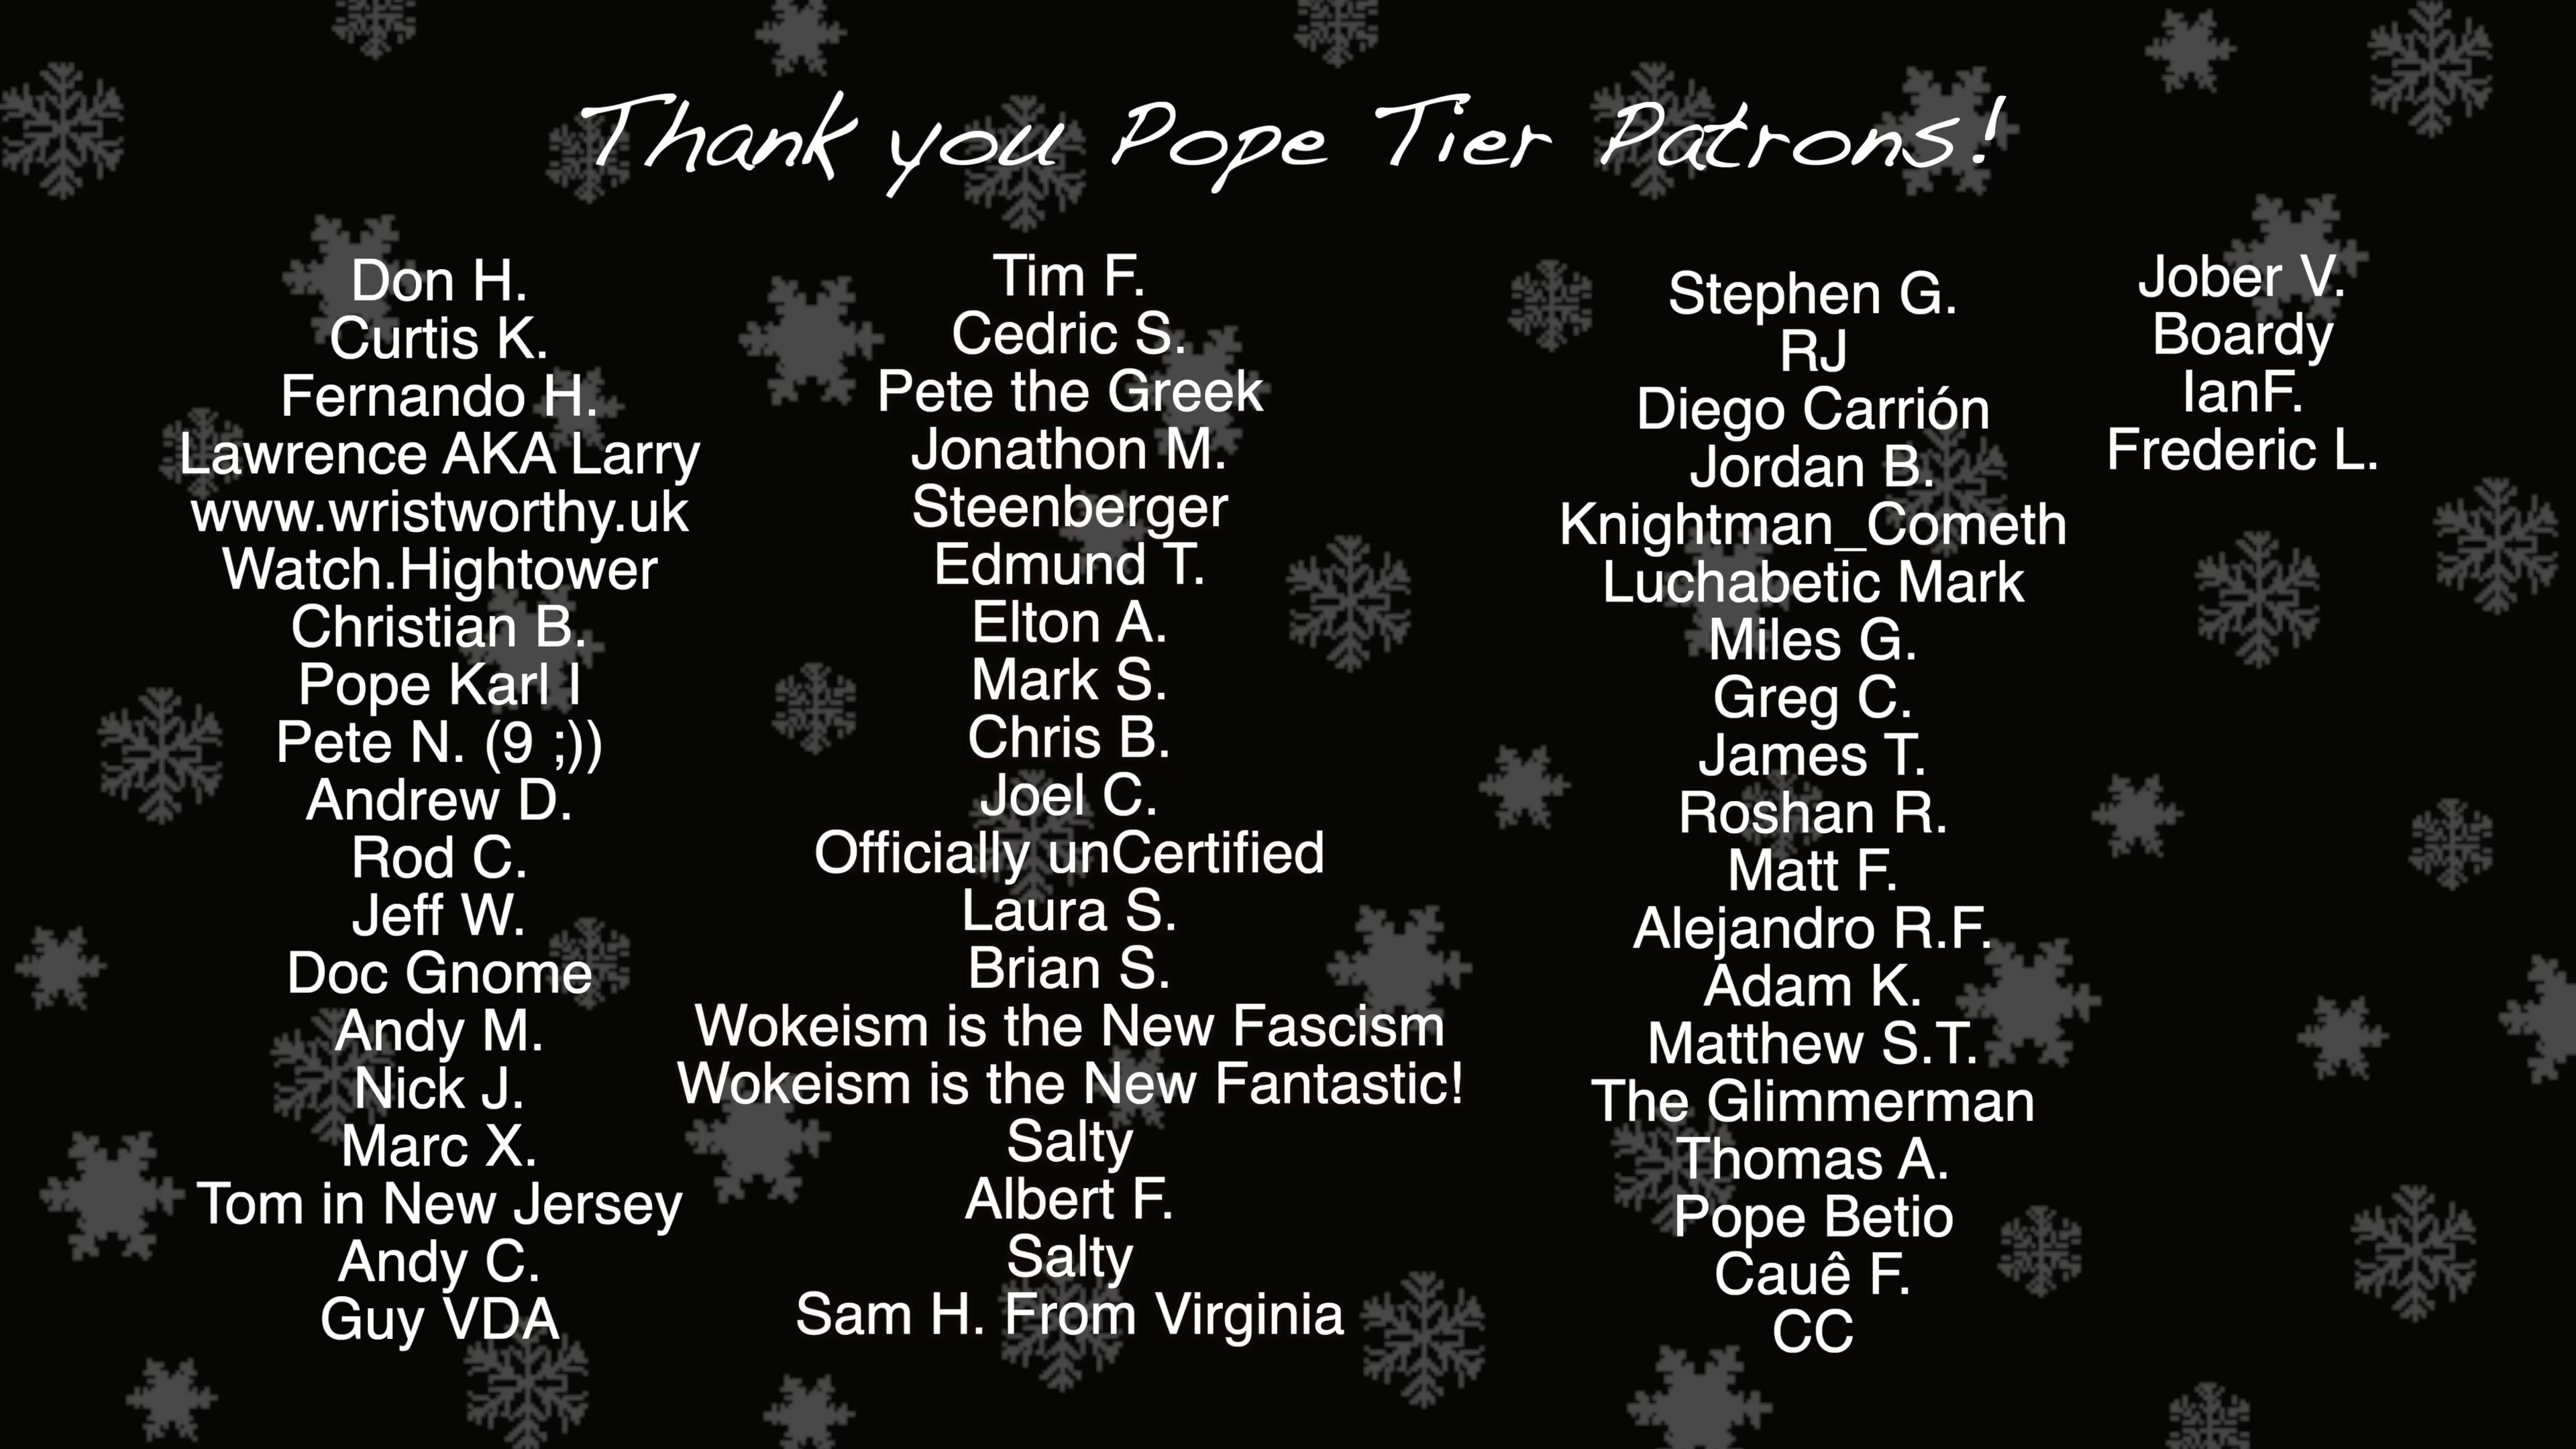 Thank you Pope Tier Patrons!
Don H.
Curtis K.
Fernando H.
Lawrence AKA Larry
www.wristworthy.uk
Watch.Hightower
Christian B.
Pope Karl I
Pete N. (9 ;))
Andrew D.
Rod C.
Jeff W.
Doc Gnome
Andy M.
Nick J.
Marc X.
Tom in New Jersey
Andy C.
Guy VDA
Tim F.
Cedric S.
Pete the Greek
Jonathon M.
Steenberger
Edmund T.
Elton A.
Mark S.
Chris B.
Joel C.
Officially unCertified
Laura S.
Brian S.
Wokeism is the New Fascism
Wokeism is the New Fantastic!
Salty
Albert F.
Salty
Sam H. From Virginia
Stephen G.
RJ
Diego Carrión
Jordan B.
Knightman_Cometh
Luchabetic Mark
Miles G.
Greg C.
James T.
Roshan R.
Matt F.
Alejandro R.F.
Adam K.
Matthew S.T.
The Glimmerman
Thomas A.
Pope Betio
Cauê F.
CC
Jober V.
Boardy
IanF.
Frederic L.